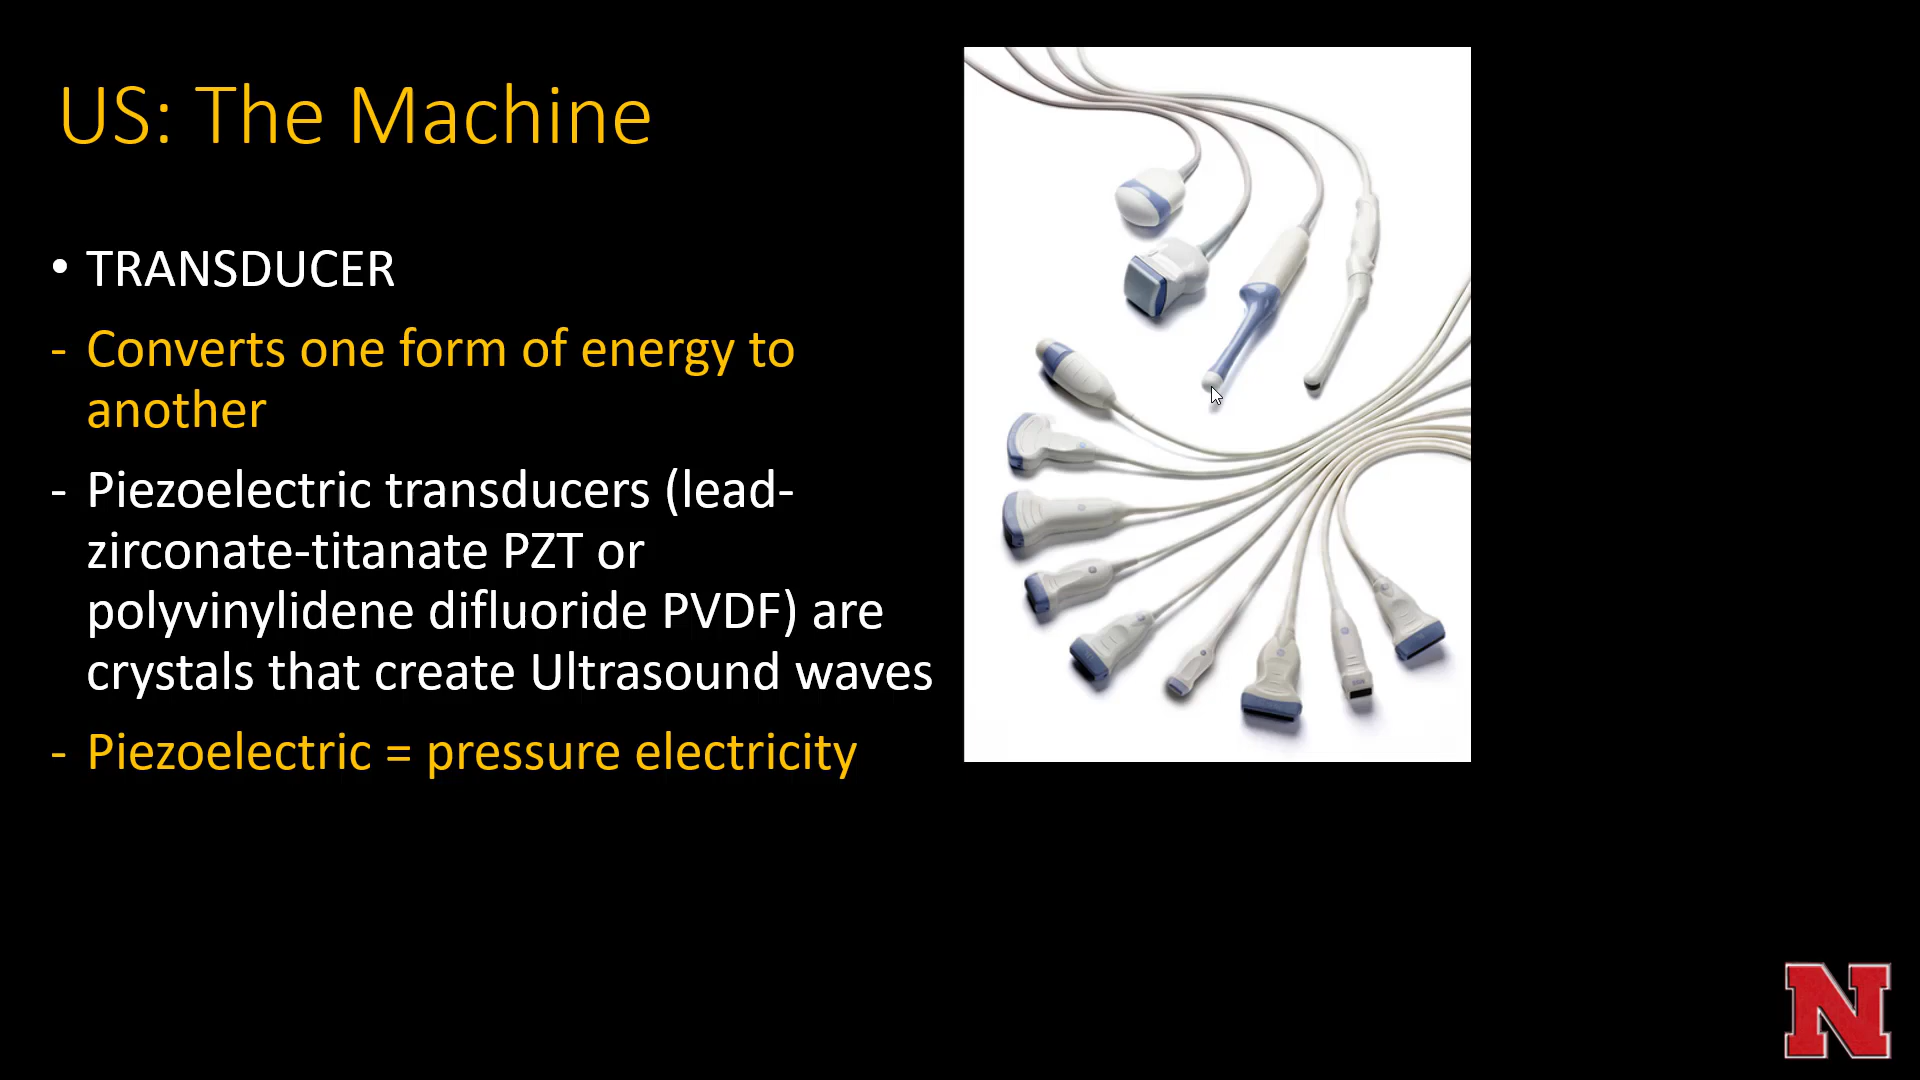 US: The Machine
• TRANSDUCER
- Converts one form of energy to
another
- Piezoelectric transducers (lead-
zirconate-titanate PZT or
polyvinylidene difluoride PVDF) are
crystals that create Ultrasound waves
- Piezoelectric = pressure electricity
N